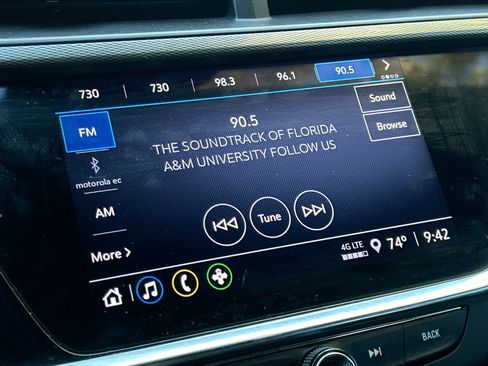 730 730 98.3 96.1 90.5
FM
90.5
Sound
THE SOUNDTRACK OF FLORIDA
A&M UNIVERSITY FOLLOW US
Browse
motorola ec
AM
Tune
More
4G LTE 74° 9:42
BACK